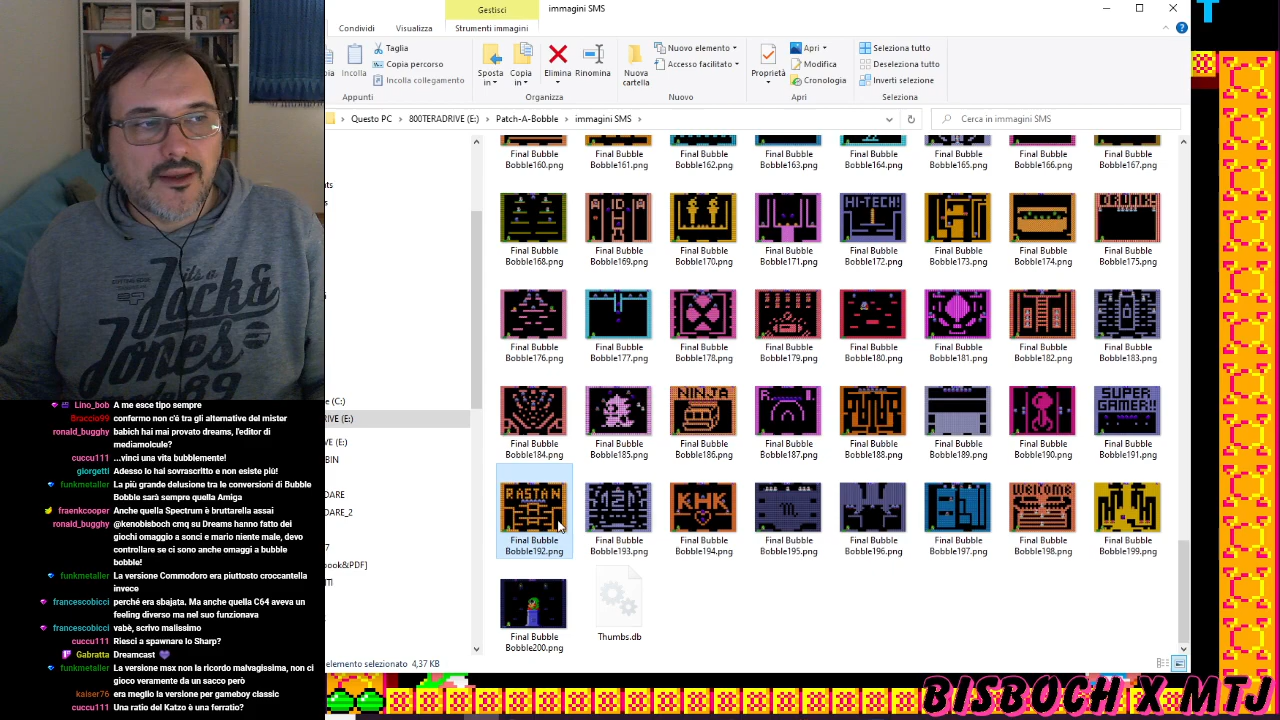 Gestisci
immagini SMS
Condividi
Visualizza
Strumenti immagini
Incolla
Taglia
Copia percorso
Incolla collegamento
Appunti
Sposta in
Copia in
Elimina
Rinomina
Organizza
Nuova cartella
Nuovo elemento
Accesso facilitato
Nuovo
Proprietà
Apri
Modifica
Cronologia
Apri
Seleziona tutto
Deseleziona tutto
Inverti selezione
Seleziona
Questo PC > 800TERADRIVE (E:) > Patch-A-Bobble > immagini SMS >
Cerca in immagini SMS
Final Bubble Bobble160.png
Final Bubble Bobble161.png
Final Bubble Bobble162.png
Final Bubble Bobble163.png
Final Bubble Bobble164.png
Final Bubble Bobble165.png
Final Bubble Bobble166.png
Final Bubble Bobble167.png
HI-TECH!
DRUNK!
Final Bubble Bobble168.png
Final Bubble Bobble169.png
Final Bubble Bobble170.png
Final Bubble Bobble171.png
Final Bubble Bobble172.png
Final Bubble Bobble173.png
Final Bubble Bobble174.png
Final Bubble Bobble175.png
Final Bubble Bobble176.png
Final Bubble Bobble177.png
Final Bubble Bobble178.png
Final Bubble Bobble179.png
Final Bubble Bobble180.png
Final Bubble Bobble181.png
Final Bubble Bobble182.png
Final Bubble Bobble183.png
NINJA
SUPER GAMER!!
Final Bubble Bobble184.png
Final Bubble Bobble185.png
Final Bubble Bobble186.png
Final Bubble Bobble187.png
Final Bubble Bobble188.png
Final Bubble Bobble189.png
Final Bubble Bobble190.png
Final Bubble Bobble191.png
RASTAN
Final Bubble Bobble192.png
Final Bubble Bobble193.png
Final Bubble Bobble194.png
Final Bubble Bobble195.png
Final Bubble Bobble196.png
Final Bubble Bobble197.png
Final Bubble Bobble198.png
Final Bubble Bobble199.png
Final Bubble Bobble200.png
Thumbs.db
(C:)
RIVE (E:)
RIVE (E:)
BIN
DARE
DARE_2
book&PDF]
elemento selezionato 4,37 KB
Lino_bob A me esce tipo sempre
Braccio99 confermo non c'è tra gli alternative del mister
ronald_bugghy babich hai mai provato dreams, l'editor di
mediamolcule?
cuccu111 ...vinci una vita bubblemente!
giorgetti Adesso lo hai sovrascritto e non esiste più!
funkmetaller La più grande delusione tra le conversioni di Bubble
Bobble sarà sempre quella Amiga
fraenkcooper Anche quella Spectrum è bruttarella assai
ronald_bugghy @kenobisboch cmq su Dreams hanno fatto dei
giochi omaggio a sonci e mario niente male, devo
controllare se ci sono anche omaggi a bubble
bobble!
funkmetaller La versione Commodoro era piuttosto croccantella
invece
francescobicci perché era sbajata. Ma anche quella C64 aveva un
feeling diverso ma nel suo funzionava
francescobicci vabè, scrivo malissimo
cuccu111 Riesci a spawnare lo Sharp?
Gabratta Dreamcast
funkmetaller La versione msx non la ricordo malvagissima, non ci
gioco veramente da un sacco però
kaiser76 era meglio la versione per gameboy classic
cuccu111 Una ratio del Katzo è una ferratio?
BISBOCH X MTJ